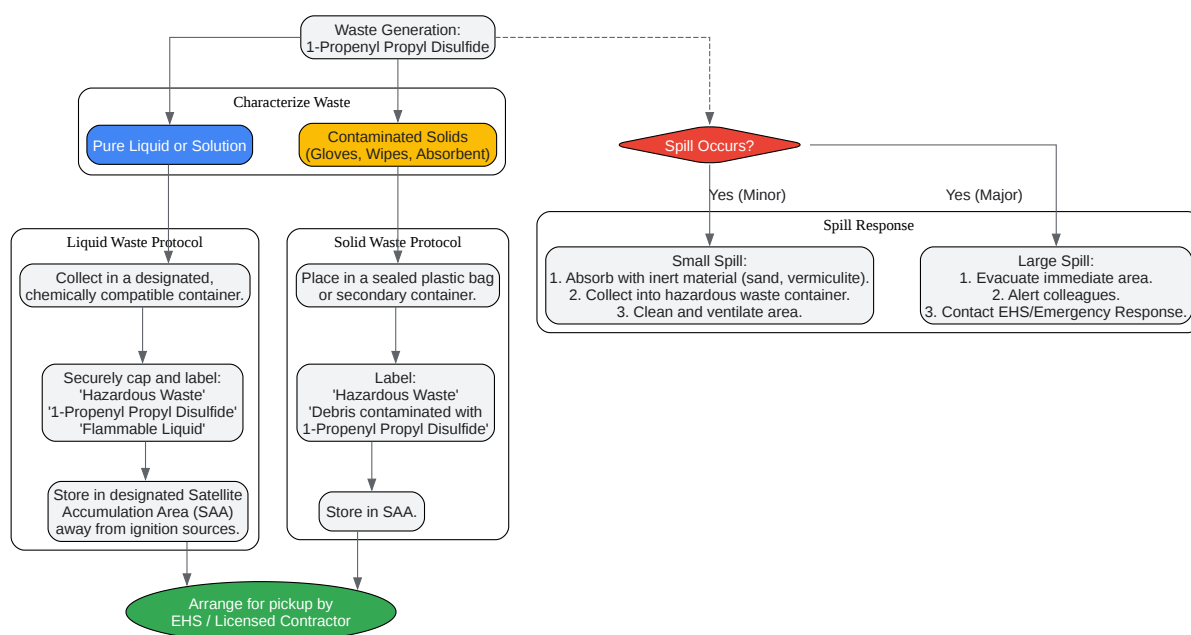 Waste Generation:
1-Propenyl Propyl Disulfide
Characterize Waste
Pure Liquid or Solution
Contaminated Solids
(Gloves, Wipes, Absorbent)
Spill Occurs?
Yes (Minor)
Yes (Major)
Liquid Waste Protocol
Collect in a designated,
chemically compatible container.
Securely cap and label:
'Hazardous Waste'
'1-Propenyl Propyl Disulfide'
'Flammable Liquid'
Store in designated Satellite
Accumulation Area (SAA)
away from ignition sources.
Solid Waste Protocol
Place in a sealed plastic bag
or secondary container.
Label:
'Hazardous Waste'
'Debris contaminated with
1-Propenyl Propyl Disulfide'
Store in SAA.
Spill Response
Small Spill:
1. Absorb with inert material (sand, vermiculite).
2. Collect into hazardous waste container.
3. Clean and ventilate area.
Large Spill:
1. Evacuate immediate area.
2. Alert colleagues.
3. Contact EHS/Emergency Response.
Arrange for pickup by
EHS / Licensed Contractor